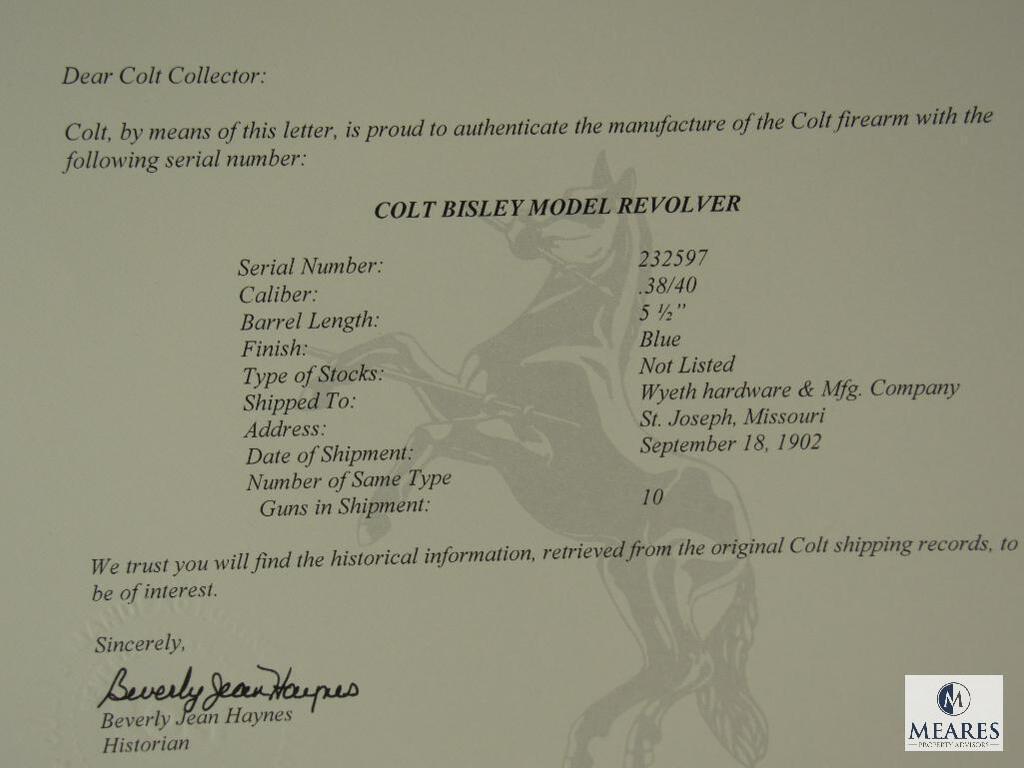 Dear Colt Collector:
Colt, by means of this letter, is proud to authenticate the manufacture of the Colt firearm with the
following serial number:
COLT BISLEY MODEL REVOLVER
Serial Number: 232597
Caliber: .38/40
Barrel Length: 5 ½”
Finish: Blue
Type of Stocks: Not Listed
Shipped To: Wyeth hardware & Mfg. Company
Address: St. Joseph, Missouri
Date of Shipment: September 18, 1902
Number of Same Type
Guns in Shipment: 10
We trust you will find the historical information, retrieved from the original Colt shipping records, to
be of interest.
Sincerely,
Beverly Jean Haynes
Beverly Jean Haynes
Historian
M
MEARES
PROPERTY ADVISORS